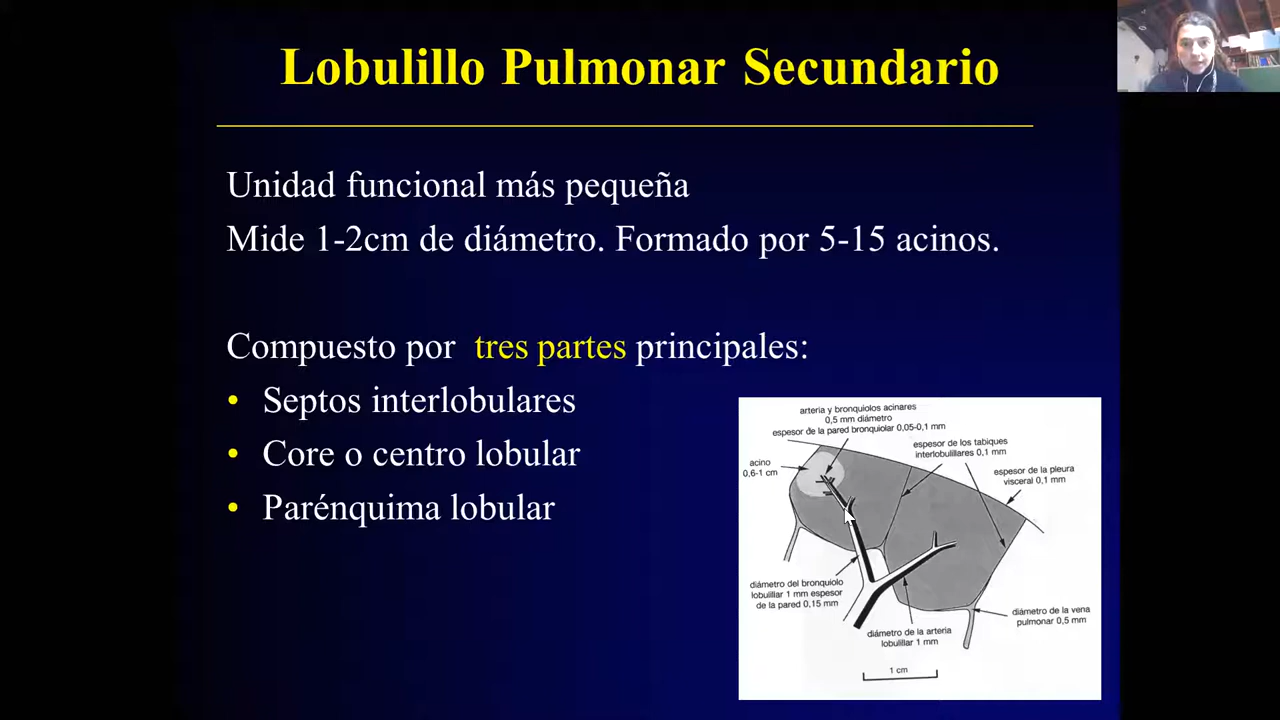 Lobulillo Pulmonar Secundario
Unidad funcional más pequeña
Mide 1-2cm de diámetro. Formado por 5-15 acinos.
Compuesto por tres partes principales:
• Septos interlobulares
• Core o centro lobular
• Parénquima lobular
arteria y bronquiolos acinares
0,5 mm diámetro
espesor de la pared bronquiolar 0,05-0,1 mm
espesor de los tabiques
interlobulillares 0,1 mm
acino
0,6-1 cm
espesor de la pleura
visceral 0,1 mm
diámetro del bronquiolo
lobulillar 1 mm espesor
de la pared 0,15 mm
diámetro de la vena
pulmonar 0,5 mm
diámetro de la arteria
lobulillar 1 mm
1 cm